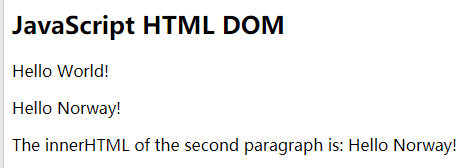 JavaScript HTML DOM
Hello World!
Hello Norway!
The innerHTML of the second paragraph is: Hello Norway!